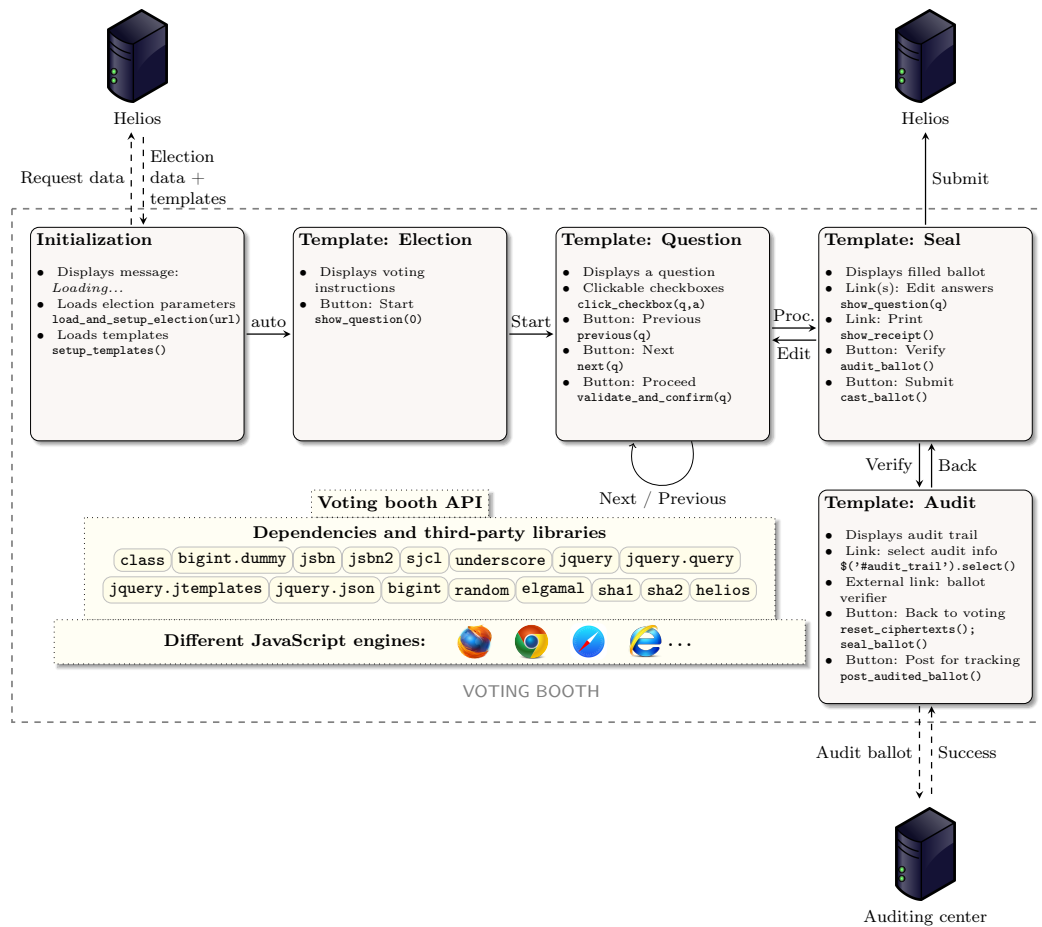 Helios
Helios
Request data
Election
data +
templates
Submit
Initialization
● Displays message:
Loading...
● Loads election parameters
load_and_setup_election(url)
● Loads templates
setup_templates()
auto
Template: Election
● Displays voting
instructions
● Button: Start
show_question(0)
Start
Template: Question
● Displays a question
● Clickable checkboxes
click_checkbox(q,a)
● Button: Previous
previous(q)
● Button: Next
next(q)
● Button: Proceed
validate_and_confirm(q)
Proc.
Edit
Template: Seal
● Displays filled ballot
● Link(s): Edit answers
show_question(q)
● Link: Print
show_receipt()
● Button: Verify
audit_ballot()
● Button: Submit
cast_ballot()
Next / Previous
Verify
Back
Voting booth API
Dependencies and third-party libraries
class bigint.dummy jsbn jsbn2 sjcl underscore jquery jquery.query
jquery.jtemplates jquery.json bigint random elgamal sha1 sha2 helios
Different JavaScript engines: ...
VOTING BOOTH
Template: Audit
● Displays audit trail
● Link: select audit info
$('#audit_trail').select()
● External link: ballot
verifier
● Button: Back to voting
reset_ciphertexts();
seal_ballot()
● Button: Post for tracking
post_audited_ballot()
Audit ballot
Success
Auditing center